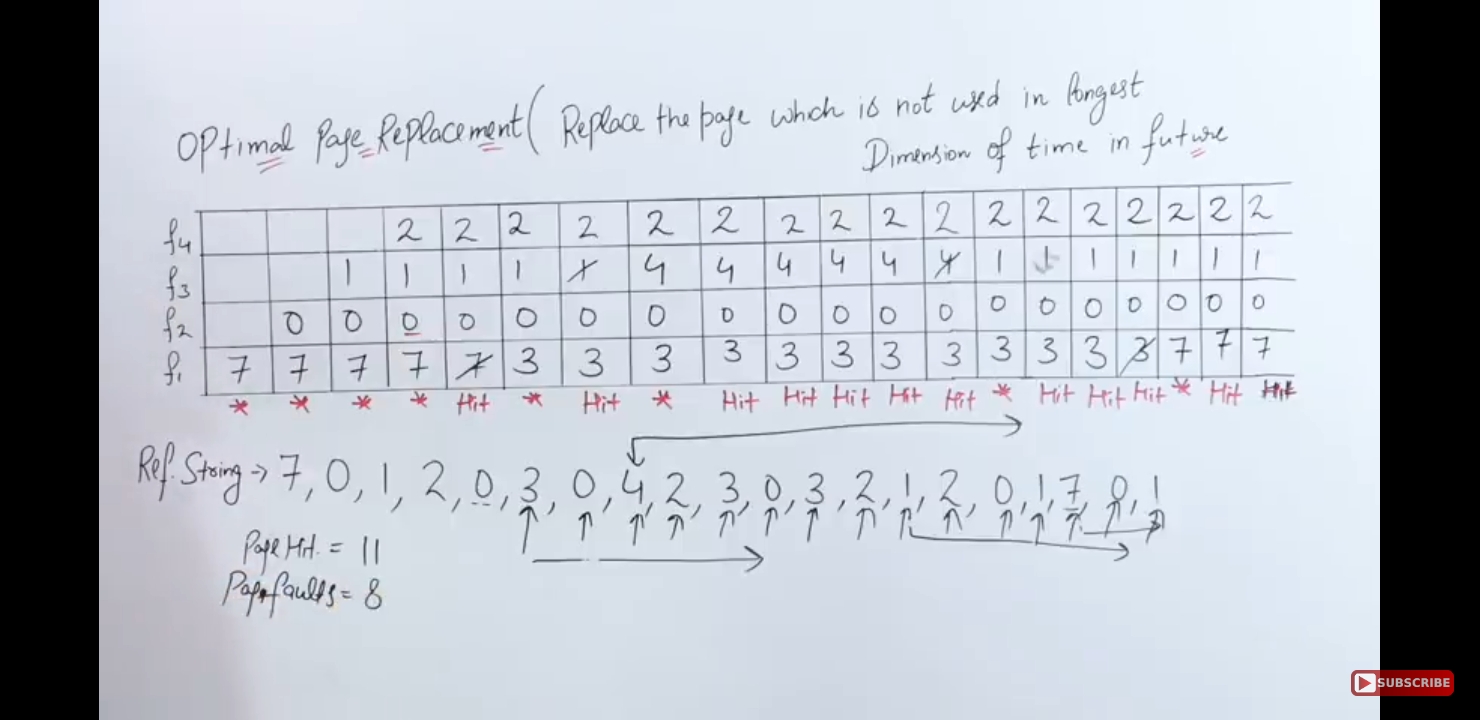 OPtimal Page Replacement ( Replace the page which is not used in longest
Dimension of time in future
f4 2 2 2 2 2 2 2 2 2 2 2 2 2 2 2 2 2
f3 1 1 1 1 1 4 4 4 4 4 4 1 1 1 1 1 1 1
f2 0 0 0 0 0 0 0 0 0 0 0 0 0 0 0 0 0 0 0
f1 7 7 7 7 7 3 3 3 3 3 3 3 3 3 3 3 3 7 7 7
* * * * Hit * Hit * Hit Hit Hit Hit Hit * Hit Hit Hit * Hit Hit
Ref. String → 7, 0, 1, 2, 0, 3, 0, 4, 2, 3, 0, 3, 2, 1, 2, 0, 1, 7, 0, 1
Page Hit. = 11
Page faults = 8
SUBSCRIBE